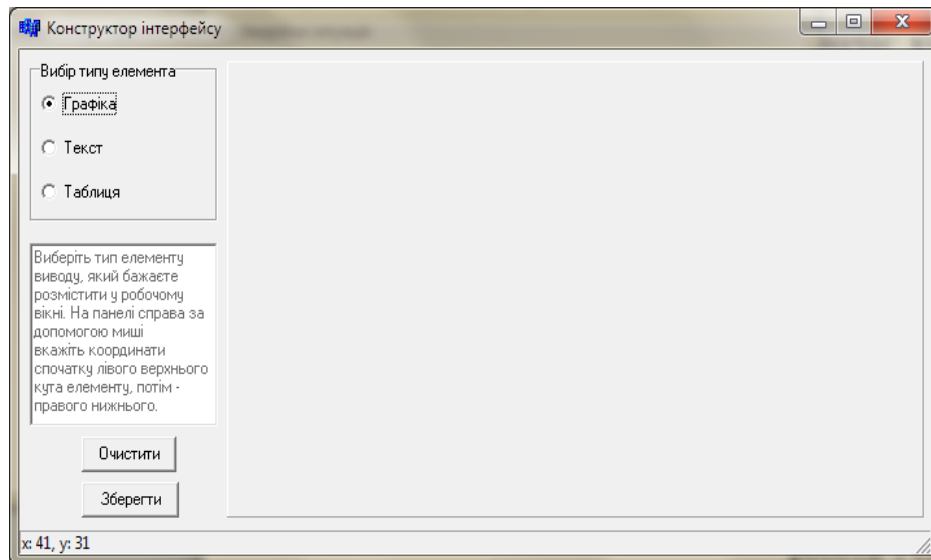 Конструктор інтерфейсу
Вибір типу елемента
Графіка
Текст
Таблиця
Виберіть тип елементу
виводу, який бажаєте
розмістити у робочому
вікні. На панелі справа за
допомогою миші
вкажіть координати
спочатку лівого верхнього
кута елементу, потім -
правого нижнього.
Очистити
Зберегти
x: 41, y: 31